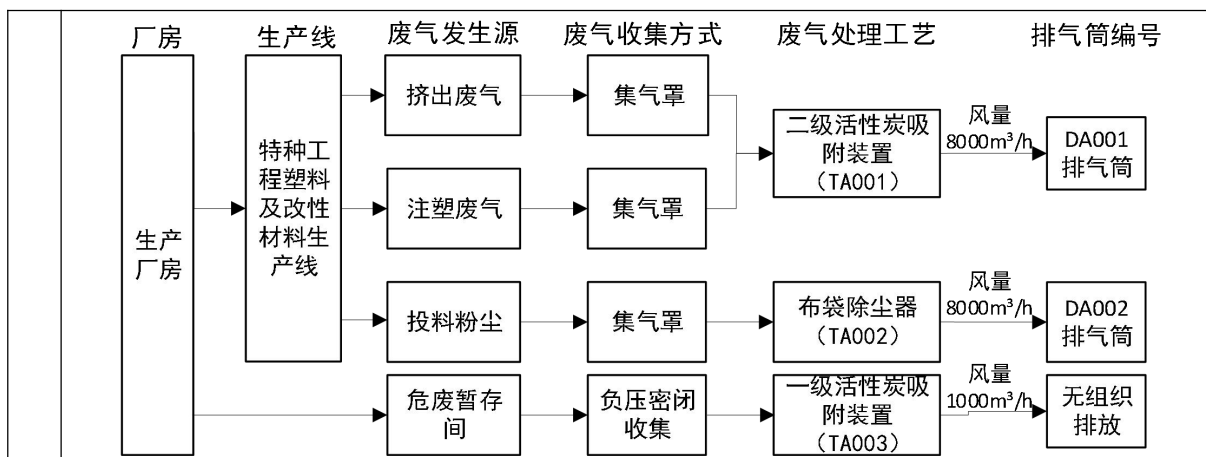 厂房 生产线 废气发生源 废气收集方式 废气处理工艺 排气筒编号
生产
厂房
特种工
程塑料
及改性
材料生
产线
挤出废气
集气罩
注塑废气
集气罩
二级活性炭吸
附装置
（TA001）
风量
8000m³/h
DA001
排气筒
投料粉尘
集气罩
布袋除尘器
（TA002）
风量
8000m³/h
DA002
排气筒
危废暂存
间
负压密闭
收集
一级活性炭吸
附装置
（TA003）
风量
1000m³/h
无组织
排放